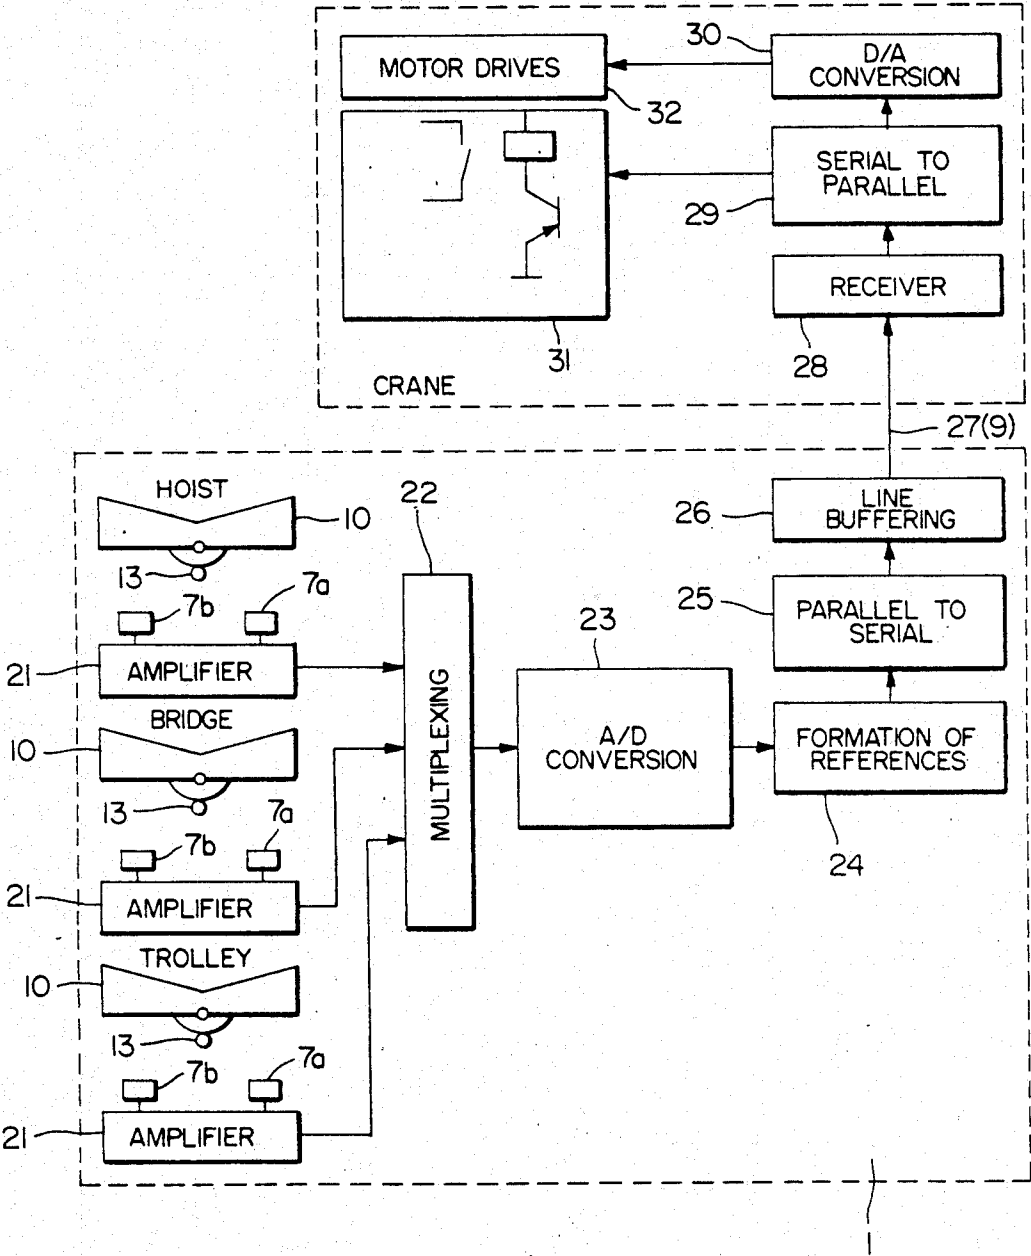 30
D/A
CONVERSION
MOTOR DRIVES
32
SERIAL TO
PARALLEL
29
RECEIVER
28
31
CRANE
27(9)
HOIST
10
13
7b
7a
21
AMPLIFIER
22
MULTIPLEXING
26
LINE
BUFFERING
25
PARALLEL TO
SERIAL
23
A/D
CONVERSION
FORMATION OF
REFERENCES
24
BRIDGE
10
13
7b
7a
21
AMPLIFIER
TROLLEY
10
13
7b
7a
21
AMPLIFIER
1